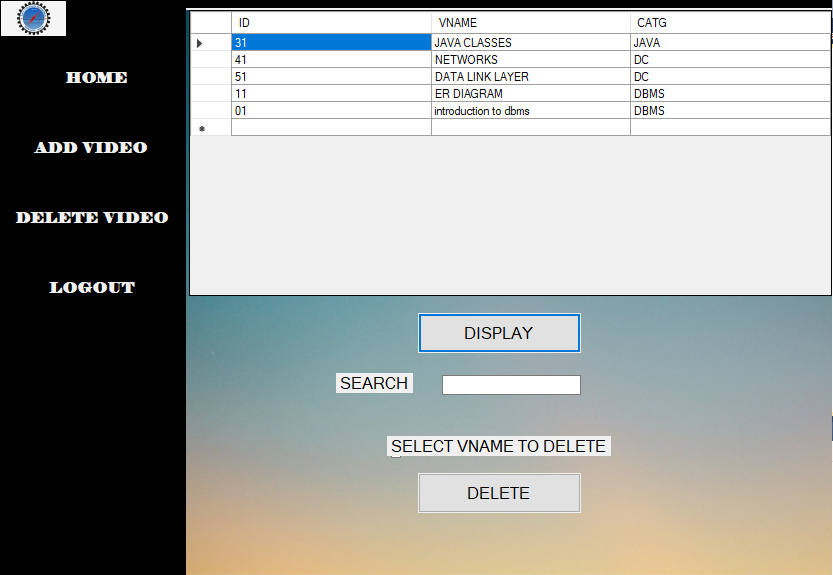 HOME
ADD VIDEO
DELETE VIDEO
LOGOUT
ID VNAME CATG
31 JAVA CLASSES JAVA
41 NETWORKS DC
51 DATA LINK LAYER DC
11 ER DIAGRAM DBMS
01 introduction to dbms DBMS
DISPLAY
SEARCH
SELECT VNAME TO DELETE
DELETE